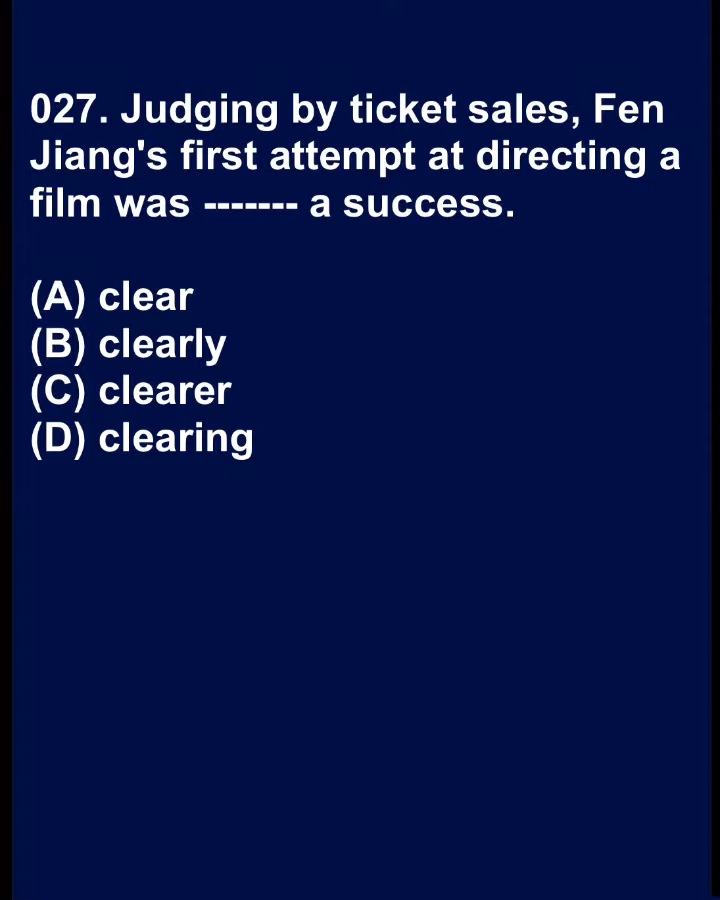 027. Judging by ticket sales, Fen
Jiang's first attempt at directing a
film was ------- a success.
(A) clear
(B) clearly
(C) clearer
(D) clearing